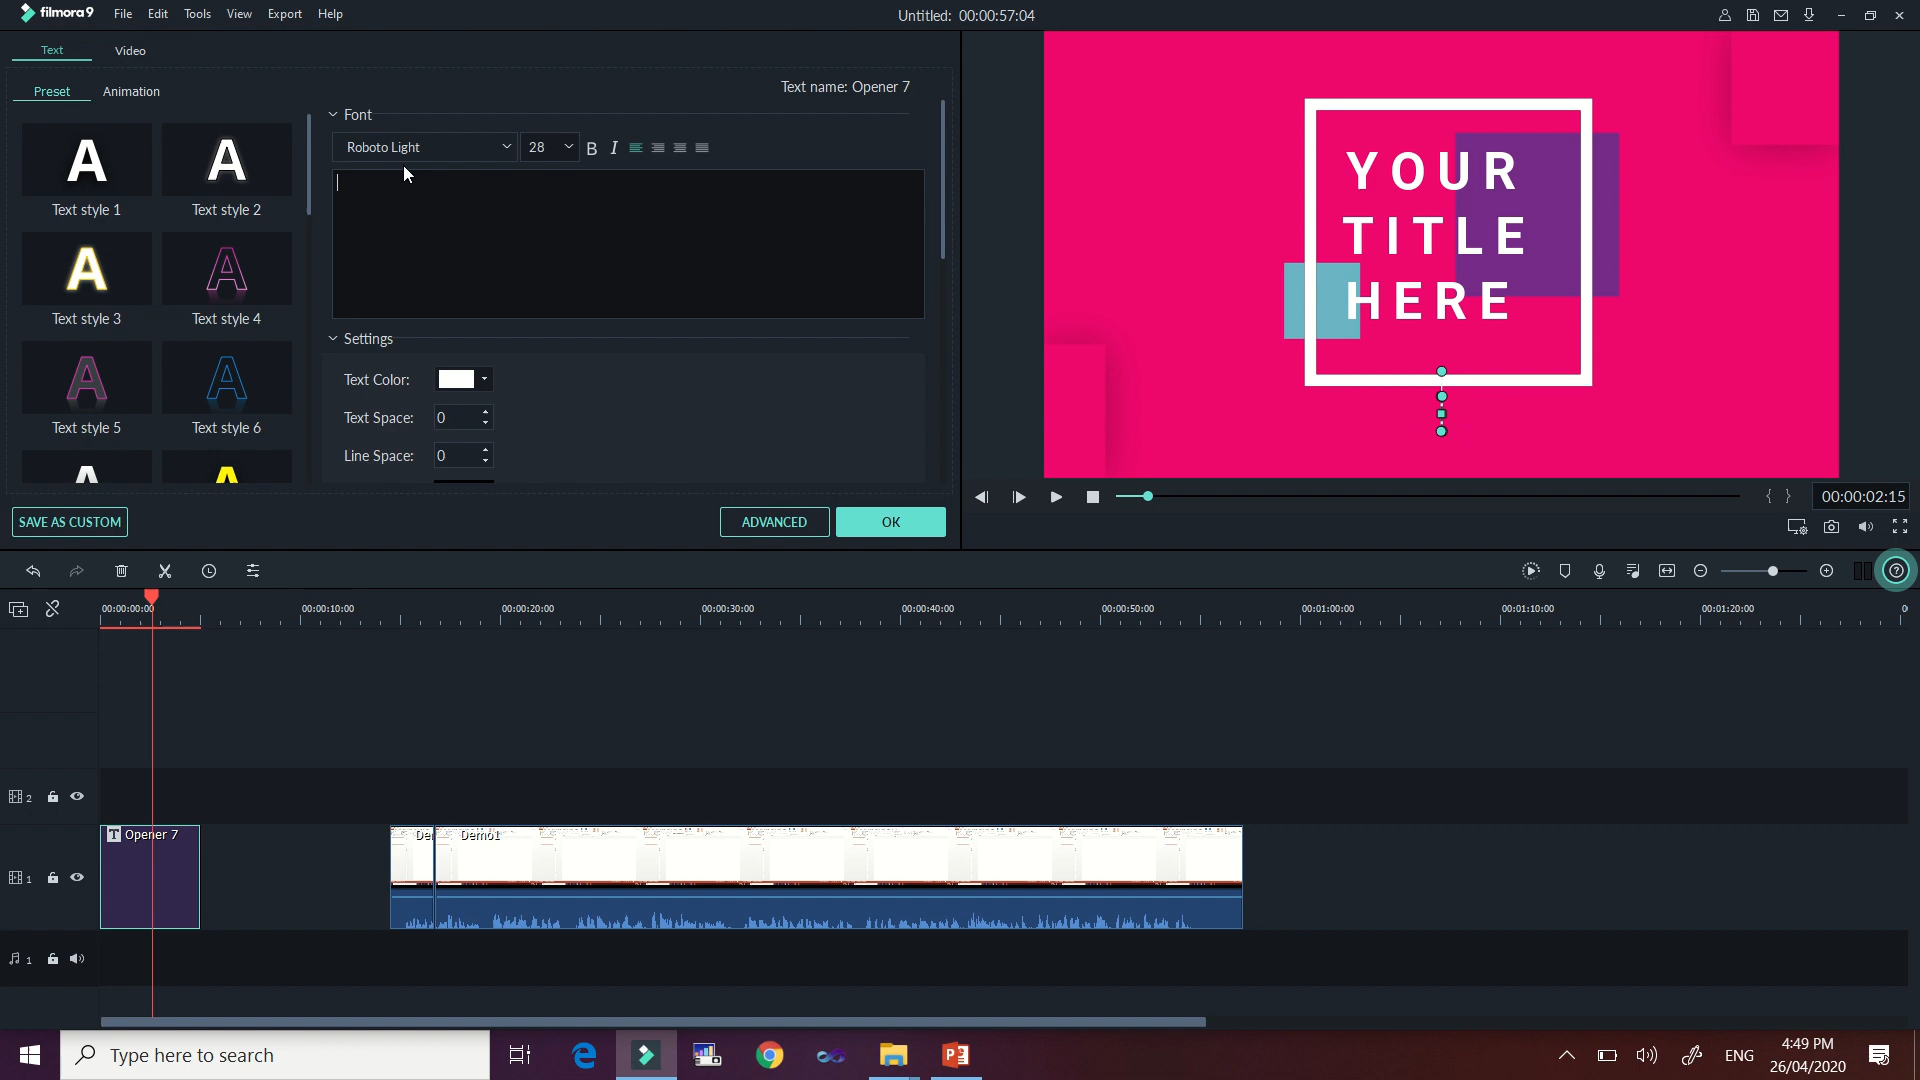 filmora9 File Edit Tools View Export Help Untitled: 00:00:57:04
Text Video
Preset Animation
Text name: Opener 7
Font
Roboto Light 28 B I
A A
Text style 1 Text style 2
A A
Text style 3 Text style 4
A A
Text style 5 Text style 6
A A
Settings
Text Color:
Text Space: 0
Line Space: 0
SAVE AS CUSTOM ADVANCED OK
YOUR
TITLE
HERE
{ } 00:00:02:15
00:00:00:00 00:00:10:00 00:00:20:00 00:00:30:00 00:00:40:00 00:00:50:00 00:01:00:00 00:01:10:00 00:01:20:00
2
T Opener 7 Demo1
1
1
Type here to search
ENG
4:49 PM
26/04/2020